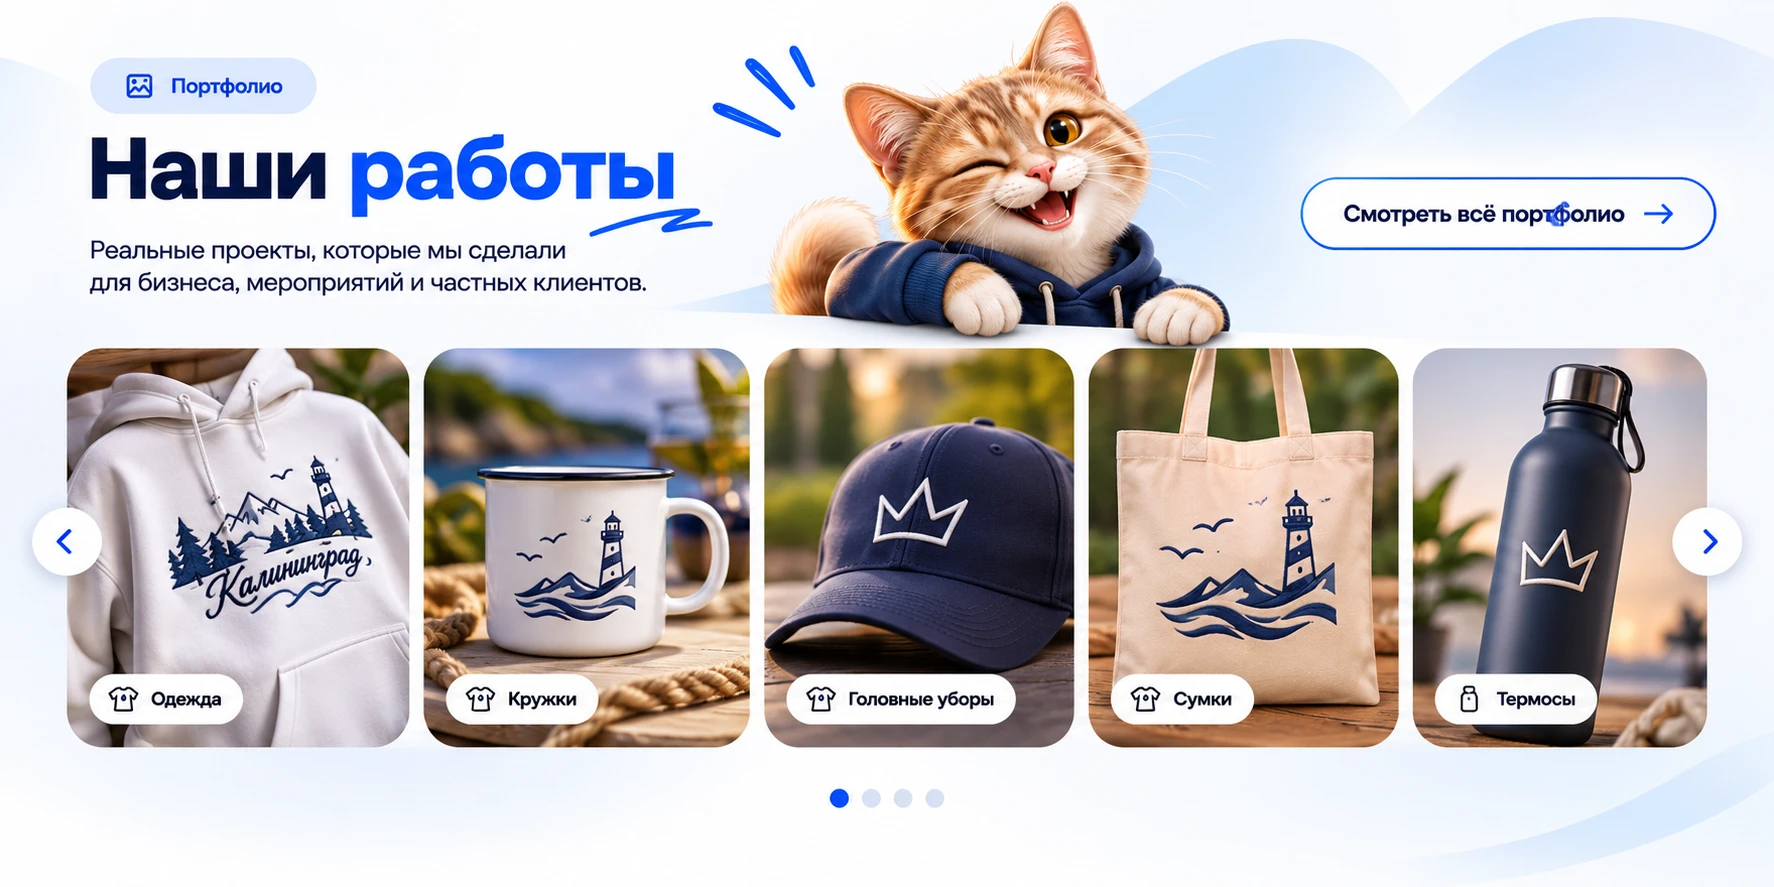 Портфолио
Наши работы
Реальные проекты, которые мы сделали
для бизнеса, мероприятий и частных клиентов.
Смотреть всё портфолио
Калининград,
Одежда
Кружки
Головные уборы
Сумки
Термосы